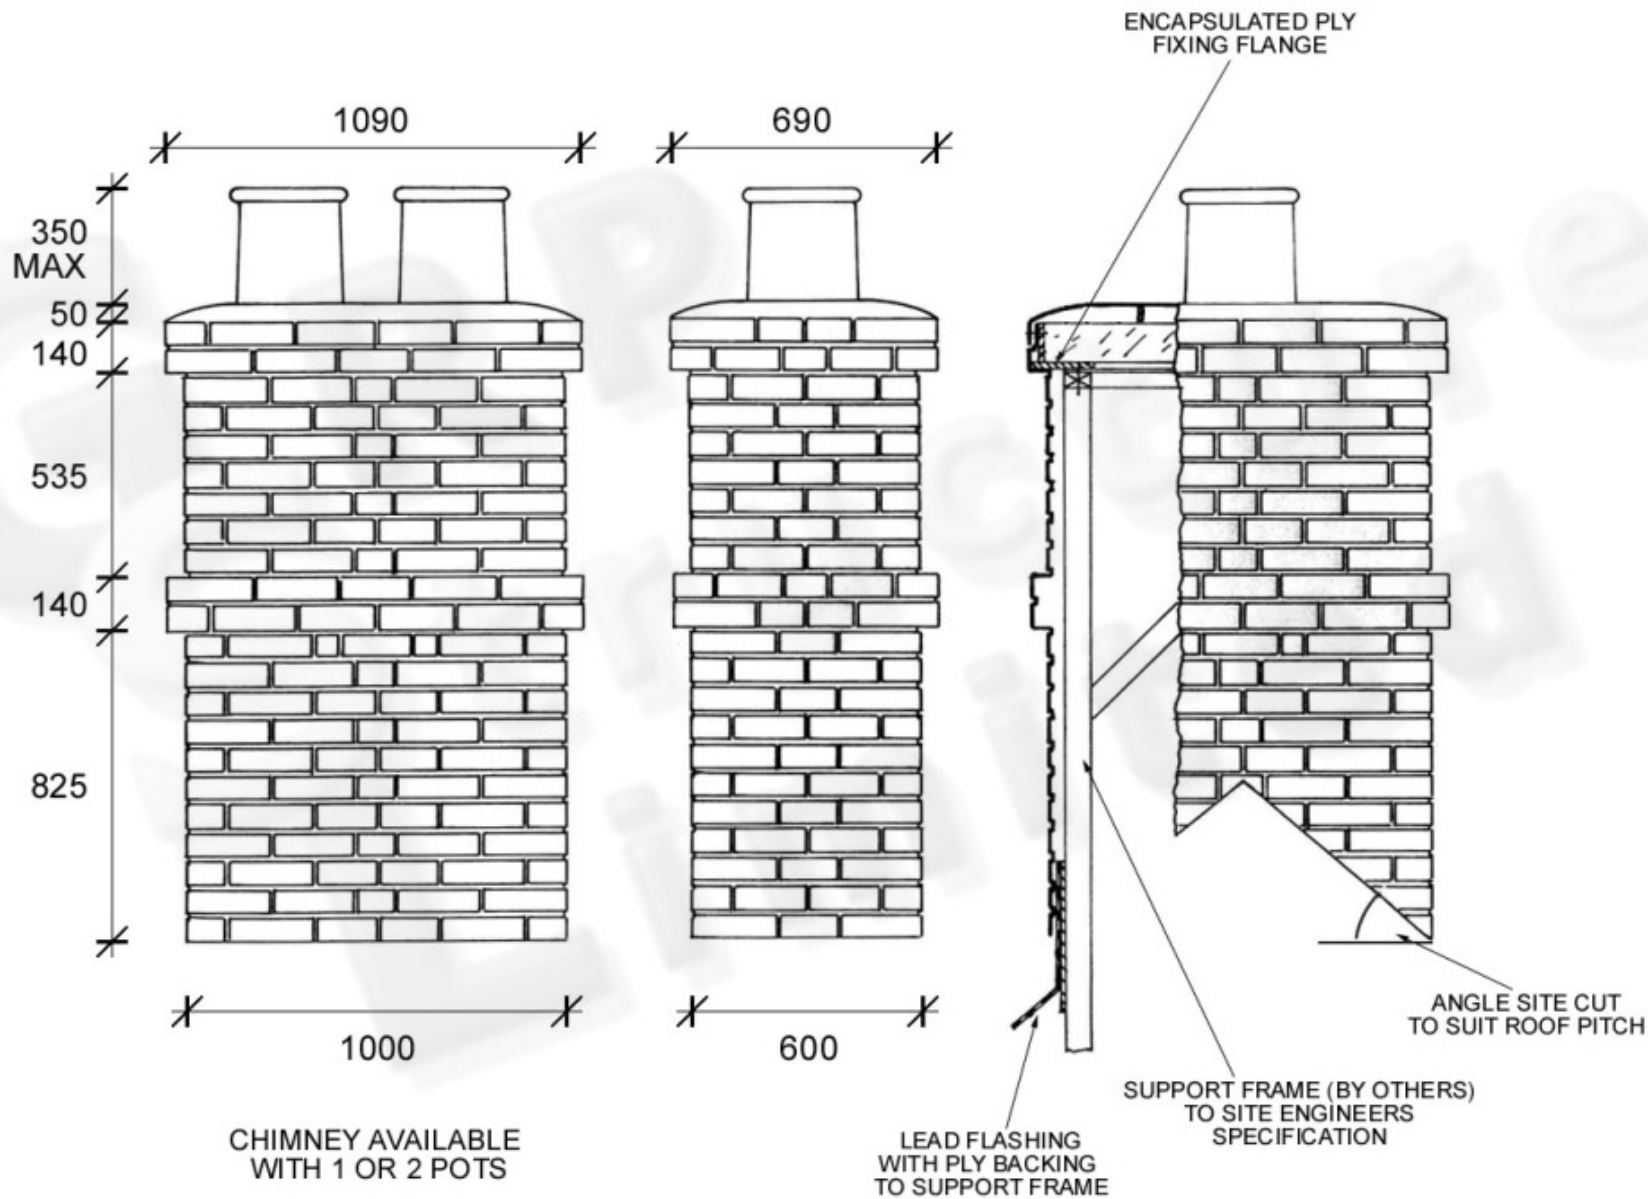 ENCAPSULATED PLY
FIXING FLANGE
1090
690
350
MAX
50
140
535
140
825
1000
600
ANGLE SITE CUT
TO SUIT ROOF PITCH
SUPPORT FRAME (BY OTHERS)
TO SITE ENGINEERS
SPECIFICATION
CHIMNEY AVAILABLE
WITH 1 OR 2 POTS
LEAD FLASHING
WITH PLY BACKING
TO SUPPORT FRAME